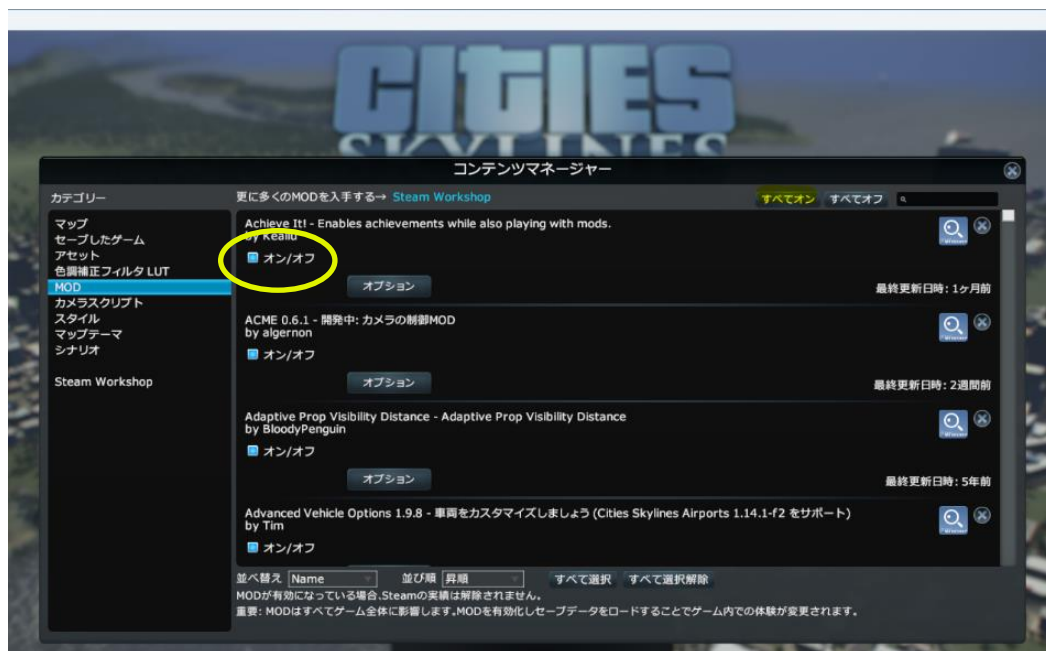 CITIES
SKYLINES
コンテンツマネージャー
カテゴリー
更に多くのMODを入手する→ Steam Workshop
すべてオン すべてオフ
マップ
セーブしたゲーム
アセット
色調補正フィルタ LUT
MOD
カメラスクリプト
スタイル
マップテーマ
シナリオ
Steam Workshop
Achieve It! - Enables achievements while also playing with mods.
by Keallu
オン/オフ
オプション
最終更新日時: 1ヶ月前
ACME 0.6.1 - 開発中: カメラの制御MOD
by algernon
オン/オフ
オプション
最終更新日時: 2週間前
Adaptive Prop Visibility Distance - Adaptive Prop Visibility Distance
by BloodyPenguin
オン/オフ
オプション
最終更新日時: 5年前
Advanced Vehicle Options 1.9.8 - 車両をカスタマイズしましょう (Cities Skylines Airports 1.14.1-f2 をサポート)
by Tim
オン/オフ
並べ替え Name 並び順 昇順 すべて選択 すべて選択解除
MODが有効になっている場合､Steamの実績は解除されません｡
重要: MODはすべてゲーム全体に影響します｡MODを有効化しセーブデータをロードすることでゲーム内での体験が変更されます｡